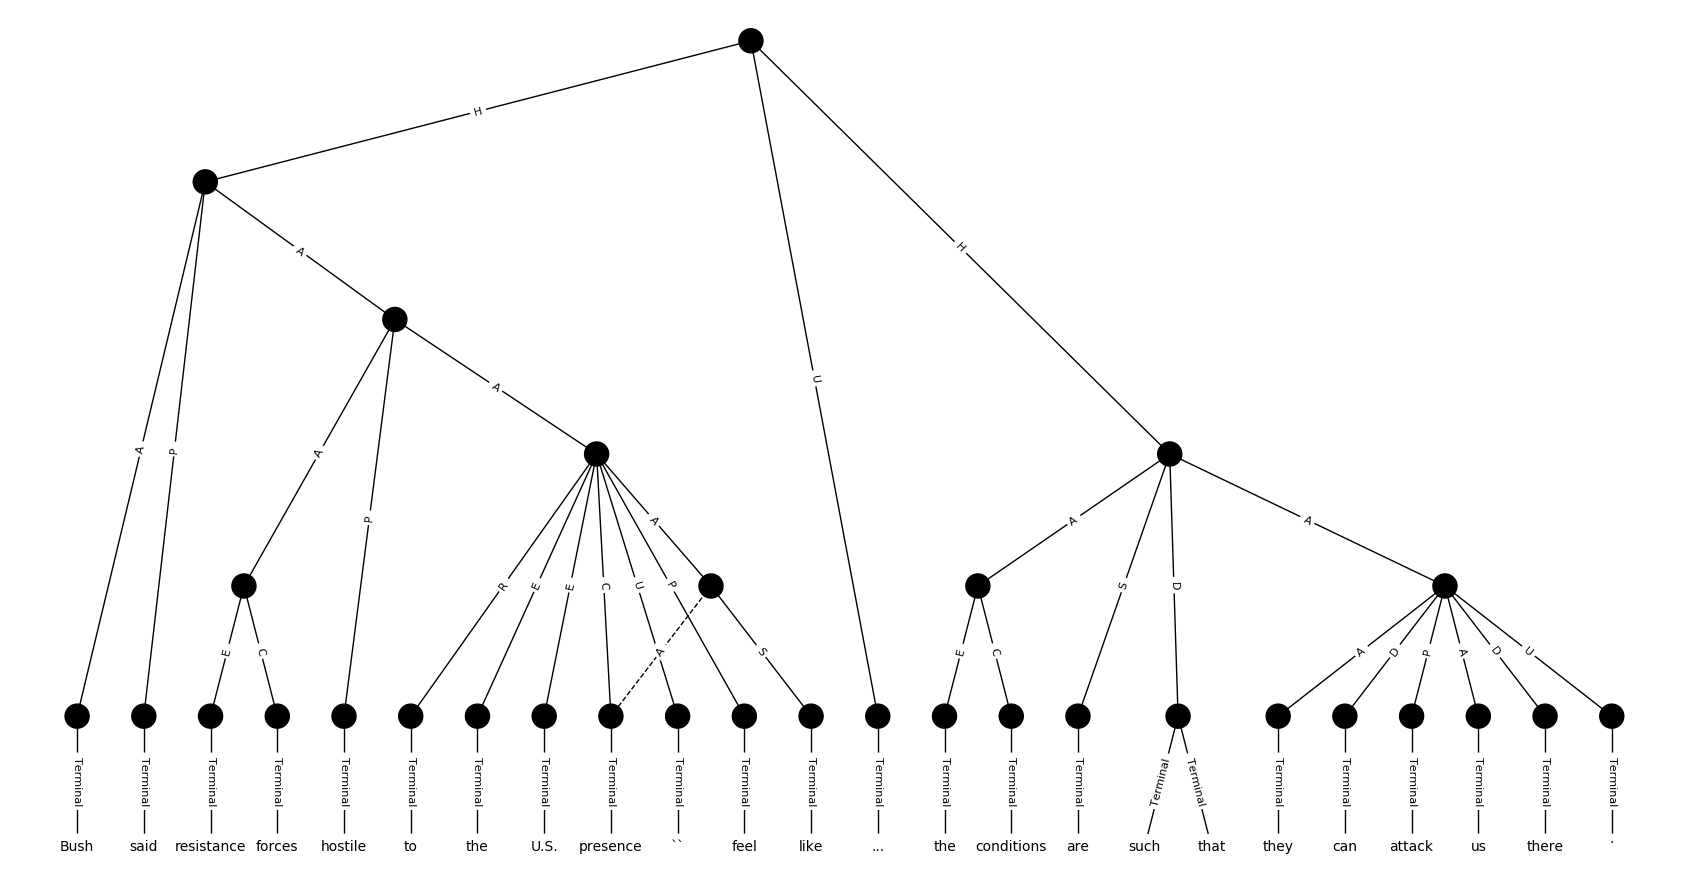 H
H
A
U
A
A
P
A
P
A
A
S
D
A
R
E
E
C
U
P
E
C
A
S
E
C
A
D
P
A
D
U
Terminal Terminal Terminal Terminal Terminal Terminal Terminal Terminal Terminal Terminal Terminal Terminal Terminal Terminal Terminal Terminal Terminal Terminal Terminal Terminal Terminal Terminal Terminal Terminal
Bush said resistance forces hostile to the U.S. presence `` feel like ... the conditions are such that they can attack us there .